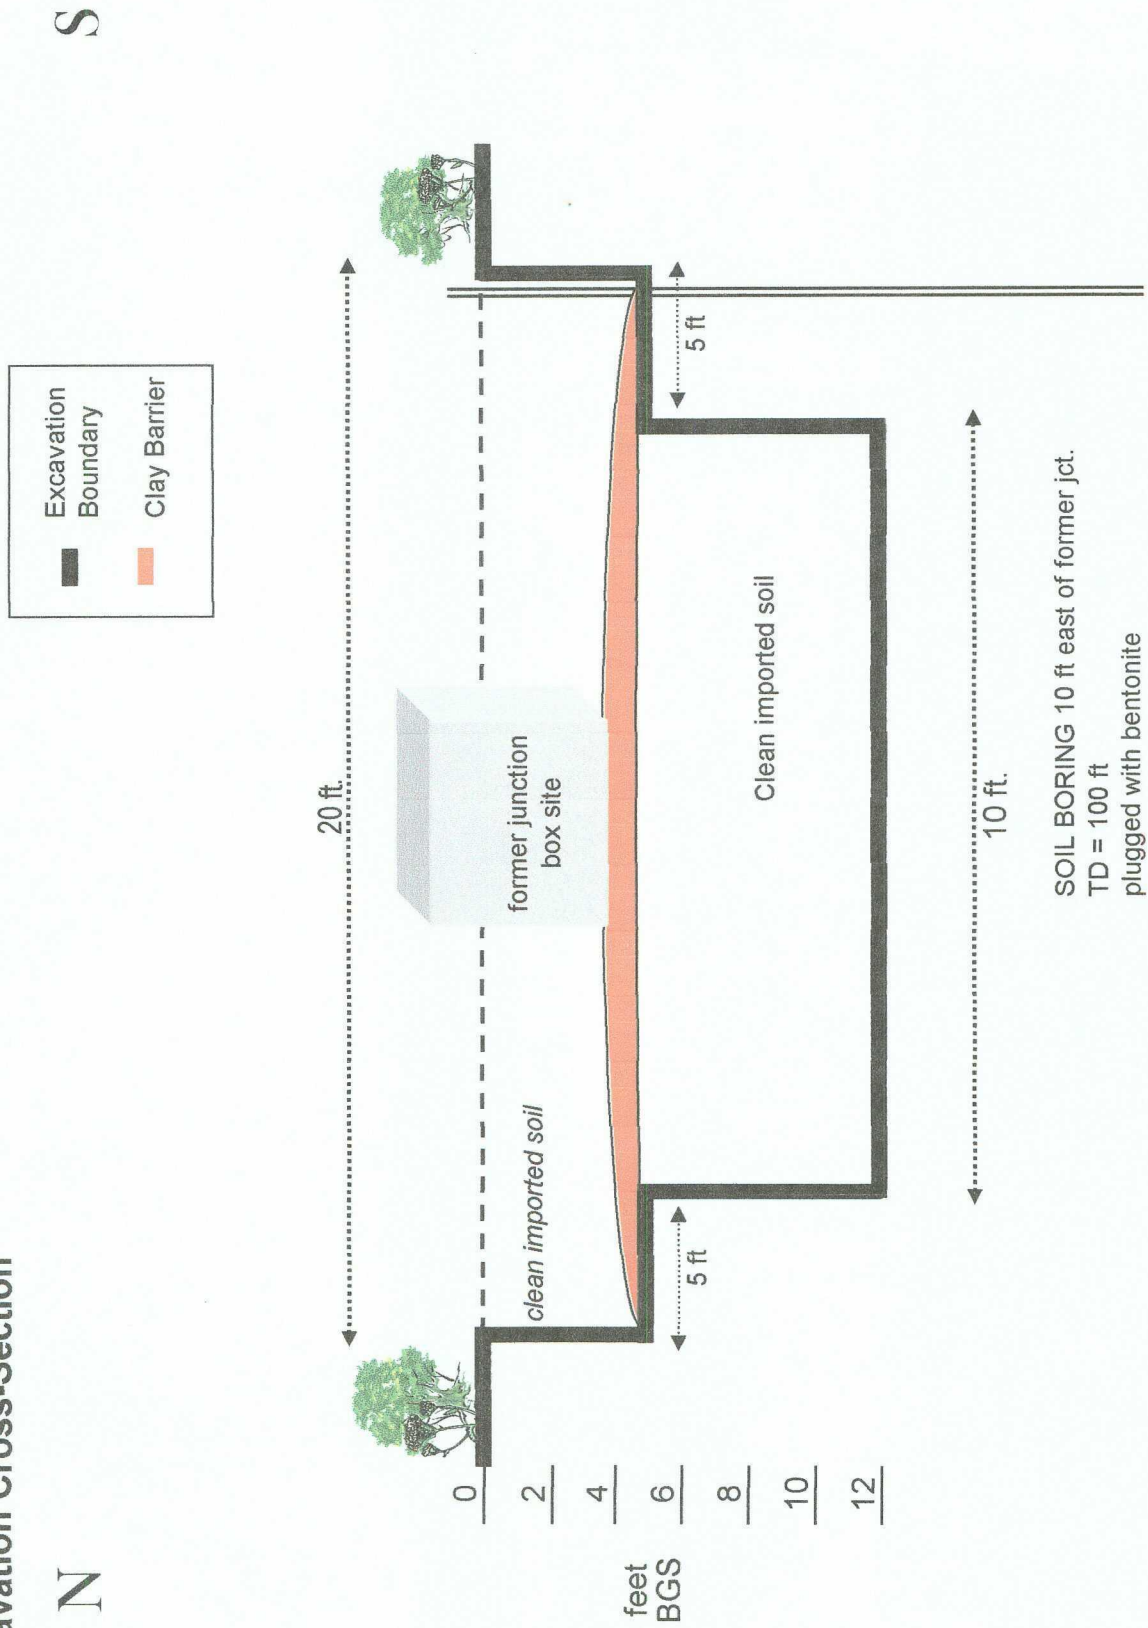 Cross-Section
N
S
Excavation
Boundary
Clay Barrier
20 ft.
former junction
box site
clean imported soil
5 ft
5 ft
Clean imported soil
10 ft.
feet
BGS
0
2
4
6
8
10
12
SOIL BORING 10 ft east of former jct.
TD = 100 ft
plugged with bentonite